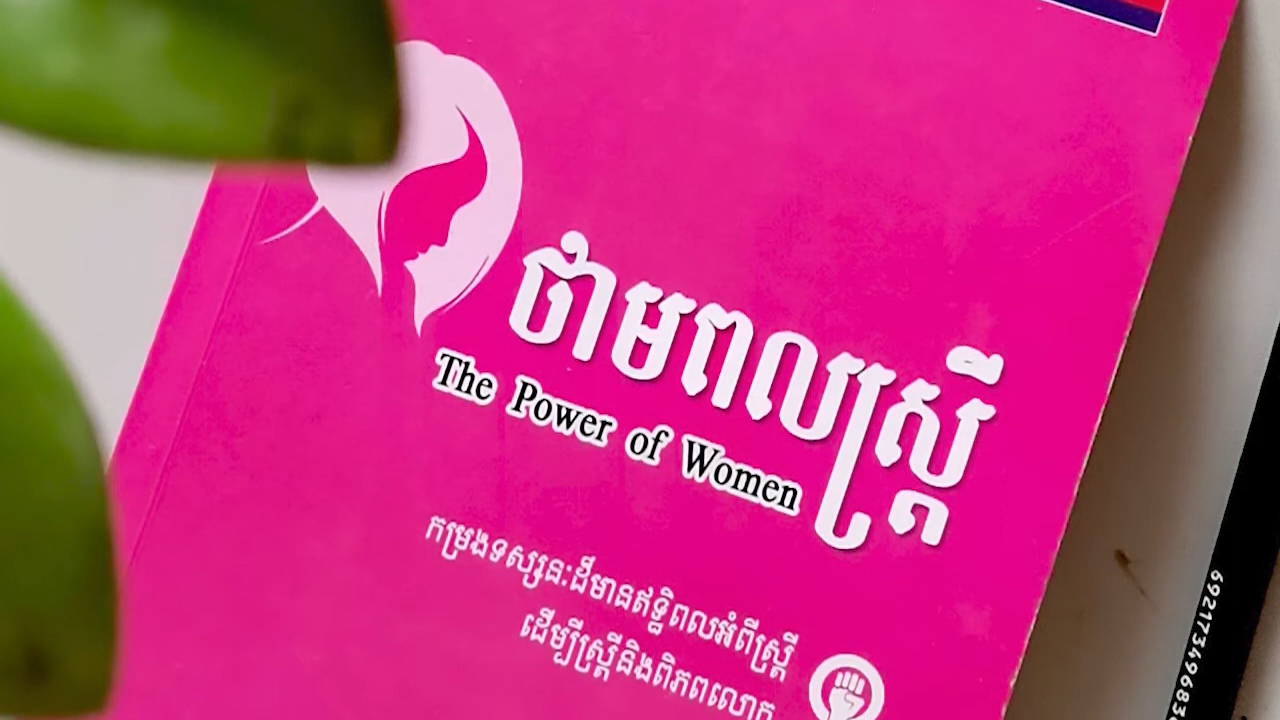 ថាមពលស្ត្រី
The Power of Women
កម្រងទស្សនៈដ៏មានឥទ្ធិពលអំពីស្ត្រី
ដើម្បីស្ត្រីនិងពិភពលោក